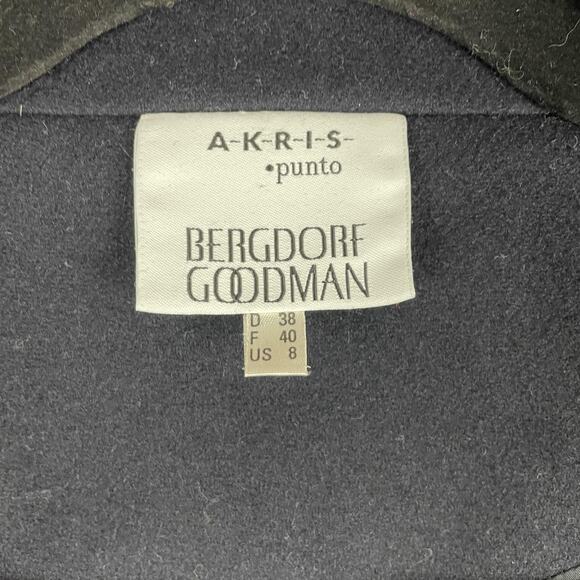 A-K-R-I-S-
•punto
BERGDORF
GOODMAN
D 38
F 40
US 8